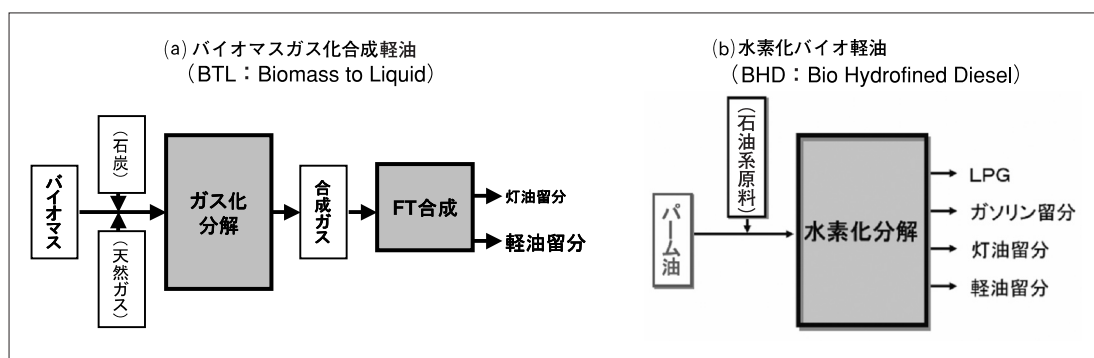 (a) バイオマスガス化合成軽油
（BTL：Biomass to Liquid）
バイオマス
（石炭）
（天然ガス）
ガス化
分解
合成ガス
FT合成
灯油留分
軽油留分
(b) 水素化バイオ軽油
（BHD：Bio Hydrofined Diesel）
パーム油
（石油系原料）
水素化分解
LPG
ガソリン留分
灯油留分
軽油留分